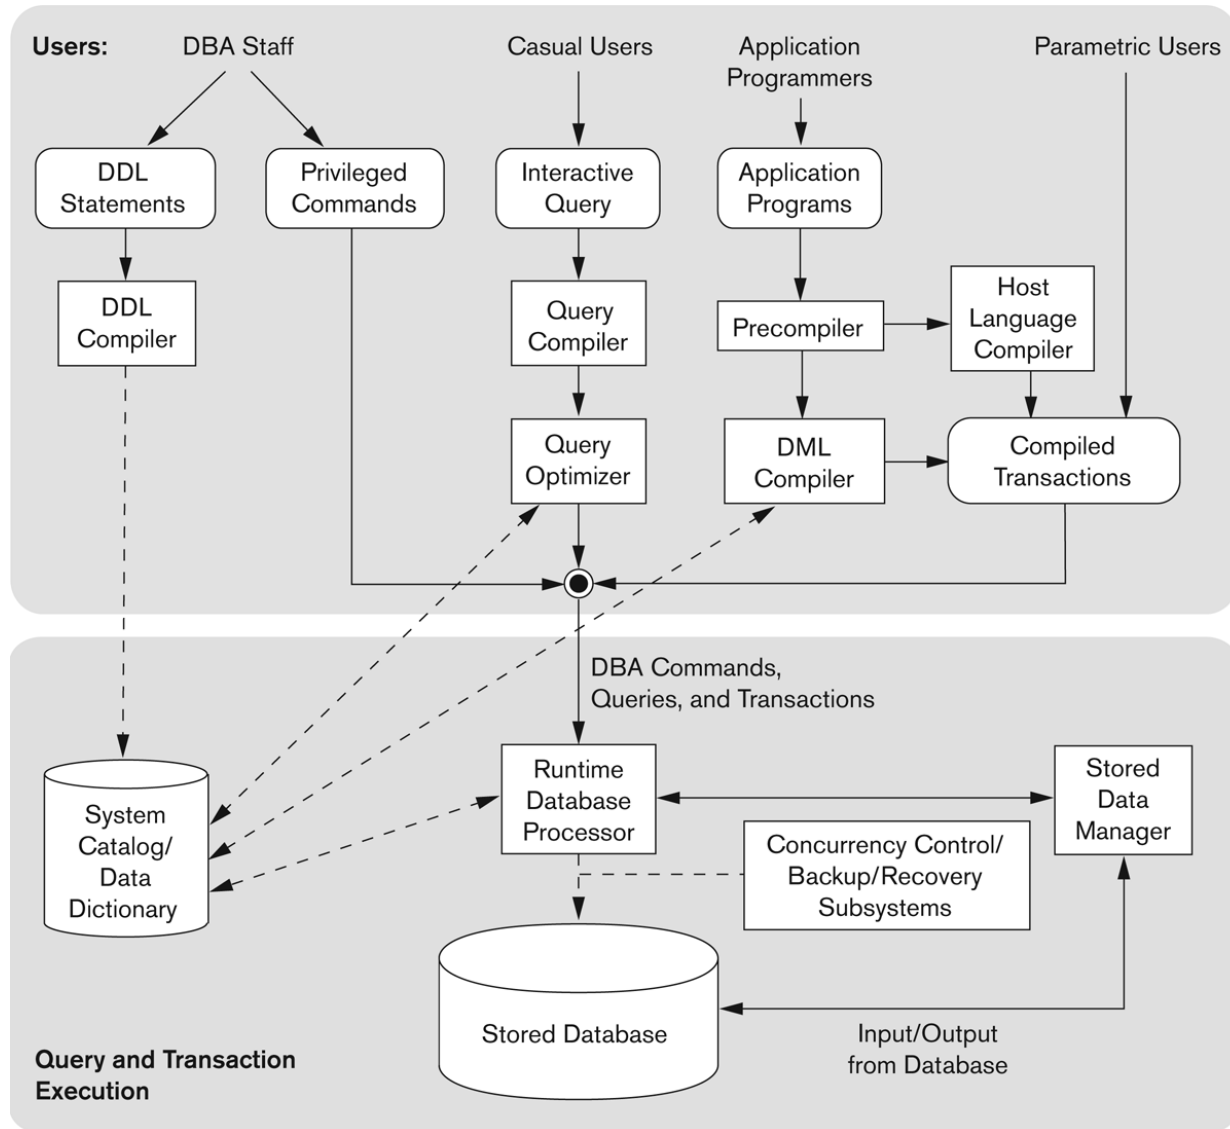 Users:
DBA Staff
Casual Users
Application
Programmers
Parametric Users
DDL
Statements
Privileged
Commands
Interactive
Query
Application
Programs
DDL
Compiler
Query
Compiler
Precompiler
Host
Language
Compiler
Query
Optimizer
DML
Compiler
Compiled
Transactions
DBA Commands,
Queries, and Transactions
System
Catalog/
Data
Dictionary
Runtime
Database
Processor
Stored
Data
Manager
Concurrency Control/
Backup/Recovery
Subsystems
Stored Database
Input/Output
from Database
Query and Transaction
Execution